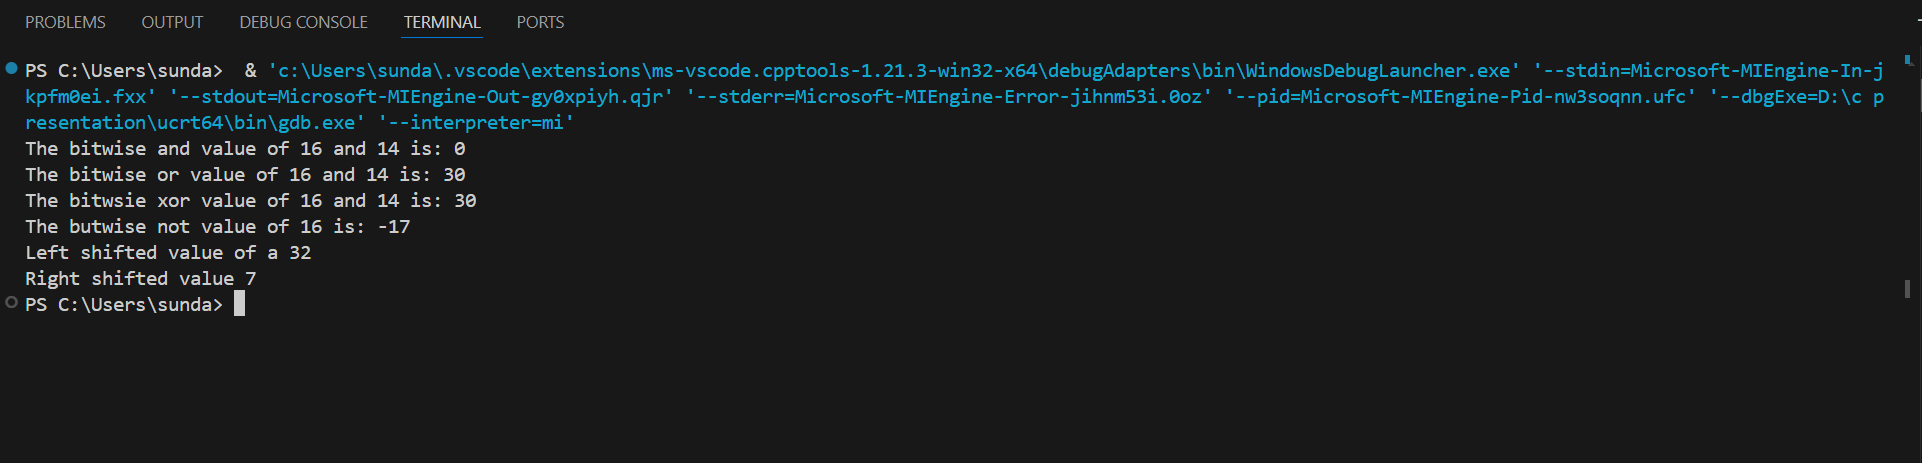 PROBLEMS OUTPUT DEBUG CONSOLE TERMINAL PORTS
PS C:\Users\sunda>  & 'c:\Users\sunda\.vscode\extensions\ms-vscode.cpptools-1.21.3-win32-x64\debugAdapters\bin\WindowsDebugLauncher.exe' '--stdin=Microsoft-MIEngine-In-j
kpfm0ei.fxx' '--stdout=Microsoft-MIEngine-Out-gy0xpiyh.qjr' '--stderr=Microsoft-MIEngine-Error-jihnm53i.0oz' '--pid=Microsoft-MIEngine-Pid-nw3soqnn.ufc' '--dbgExe=D:\c p
resentation\ucrt64\bin\gdb.exe' '--interpreter=mi'
The bitwise and value of 16 and 14 is: 0
The bitwise or value of 16 and 14 is: 30
The bitwsie xor value of 16 and 14 is: 30
The butwise not value of 16 is: -17
Left shifted value of a 32
Right shifted value 7
PS C:\Users\sunda>